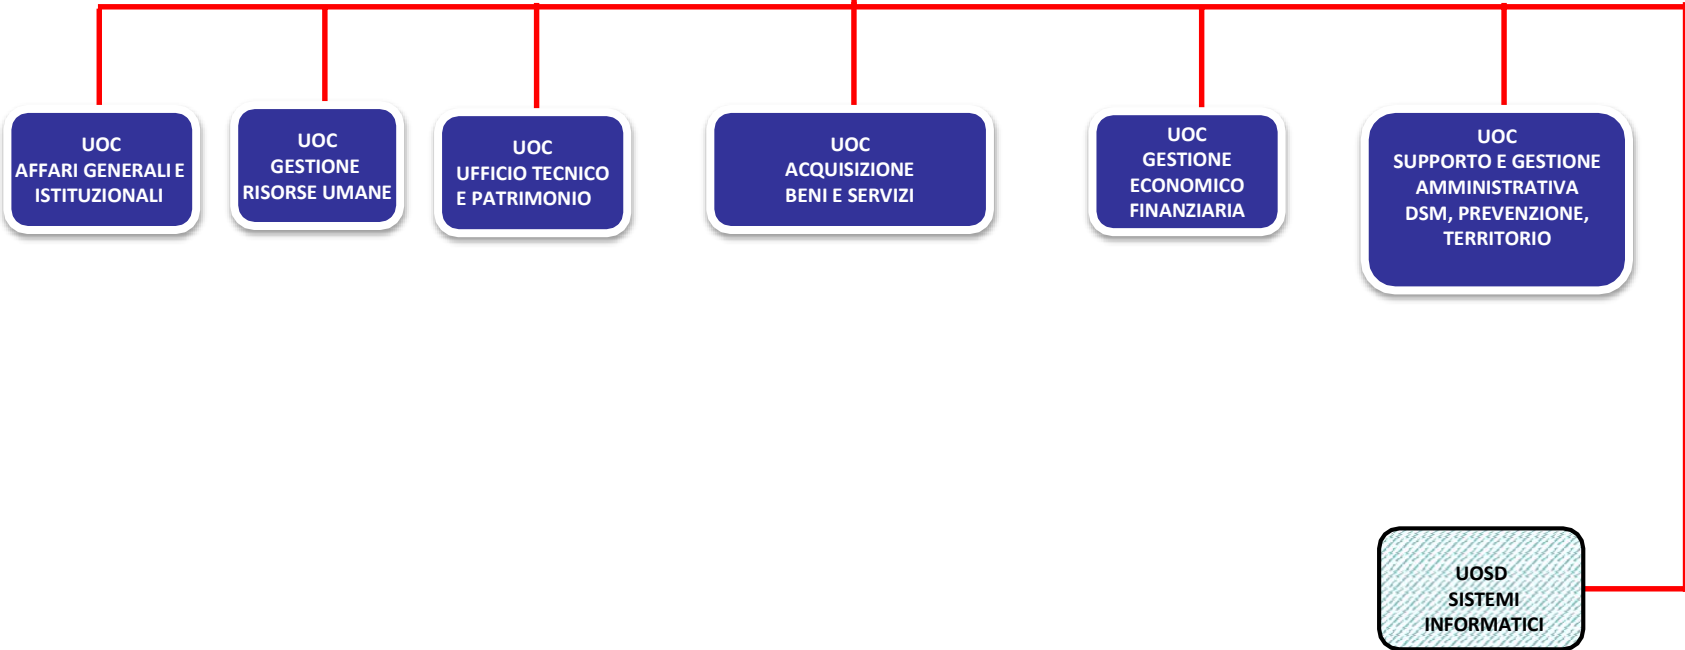 UOC
AFFARI GENERALI E
ISTITUZIONALI
UOC
GESTIONE
RISORSE UMANE
UOC
UFFICIO TECNICO
E PATRIMONIO
UOC
ACQUISIZIONE
BENI E SERVIZI
UOC
GESTIONE
ECONOMICO
FINANZIARIA
UOC
SUPPORTO E GESTIONE
AMMINISTRATIVA
DSM, PREVENZIONE,
TERRITORIO
UOSD
SISTEMI
INFORMATICI